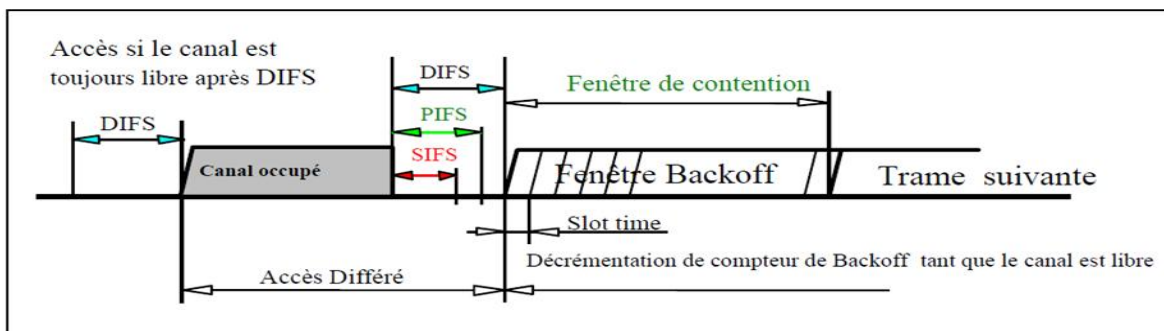 Accès si le canal est
toujours libre après DIFS
DIFS
DIFS
PIFS
SIFS
Fenêtre de contention
Canal occupé
Fenêtre Backoff
Trame suivante
Slot time
Accès Différé
Décrémentation de compteur de Backoff tant que le canal est libre